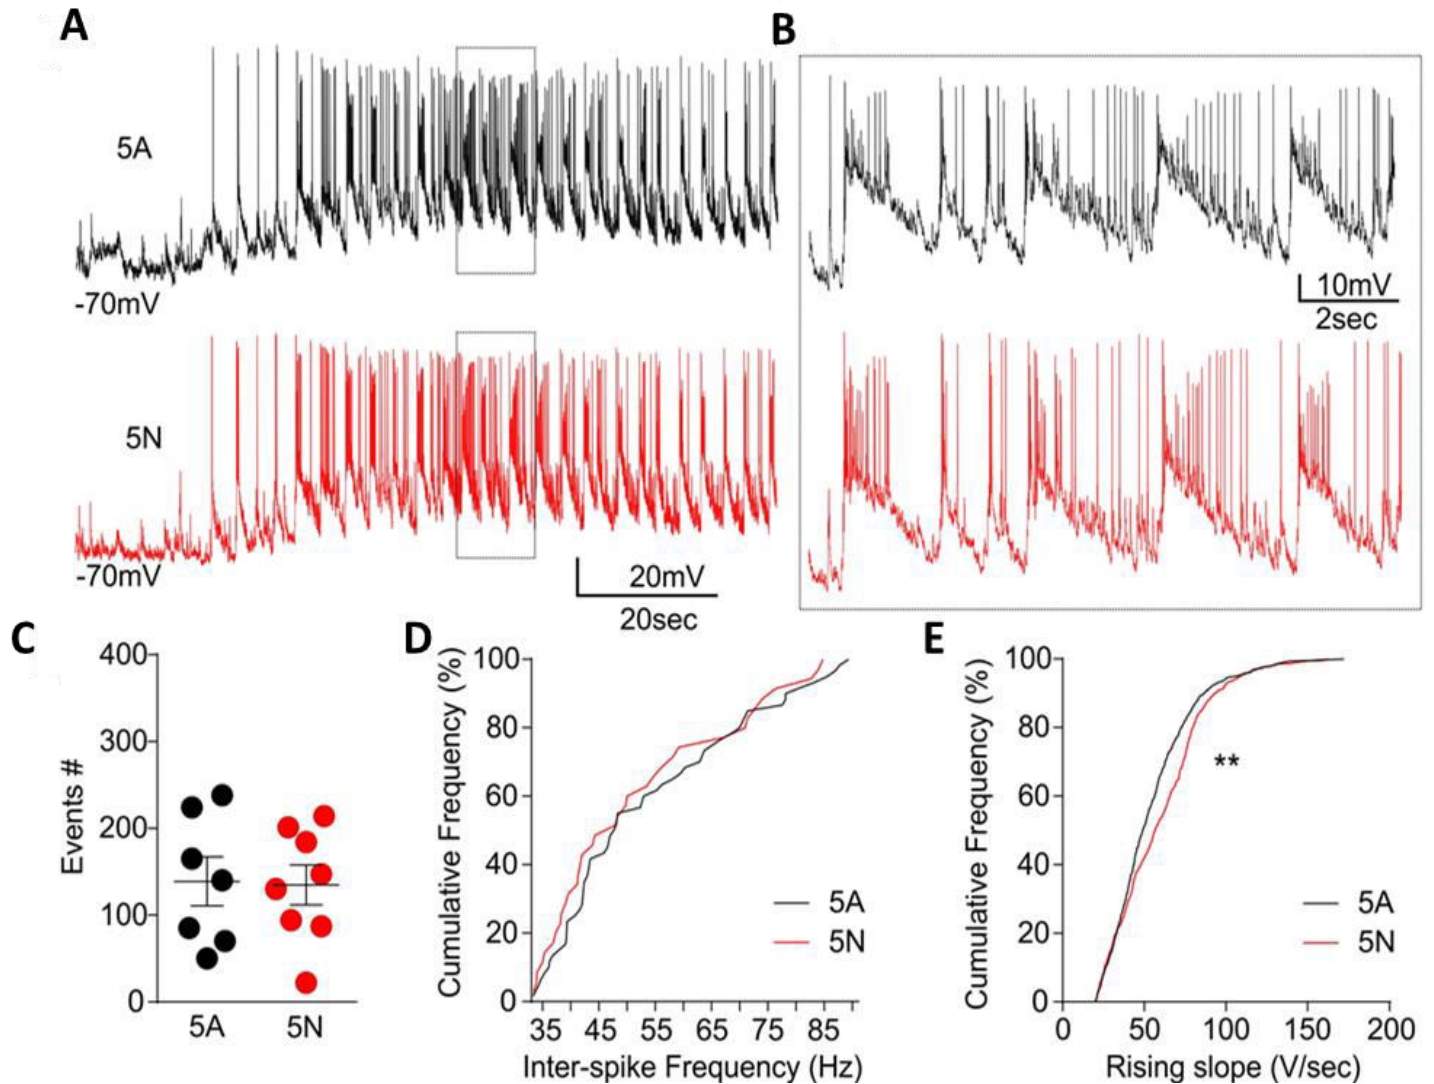 A
B
5A
-70mV
10mV
2sec
5N
-70mV
20mV
20sec
C
D
E
400
300
200
100
0
Events #
5A 5N
100
80
60
40
20
0
Cumulative Frequency (%)
5A
5N
35 45 55 65 75 85
Inter-spike Frequency (Hz)
100
80
60
40
20
0
Cumulative Frequency (%)
**
5A
5N
0 50 100 150 200
Rising slope (V/sec)